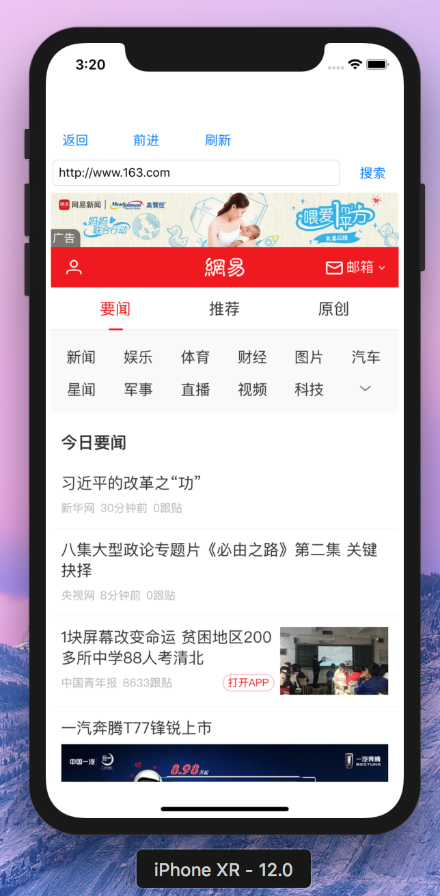 3:20
返回 前进 刷新
http://www.163.com 搜索
网易新闻 MeadJohnson 美赞臣
妈妈
联合行动
喂爱1平方
广告
網易 邮箱
要闻 推荐 原创
新闻 娱乐 体育 财经 图片 汽车
星闻 军事 直播 视频 科技
今日要闻
习近平的改革之“功”
新华网 30分钟前 0跟贴
八集大型政论专题片《必由之路》第二集 关键
抉择
央视网 8分钟前 0跟贴
1块屏幕改变命运 贫困地区200
多所中学88人考清北
中国青年报 8633跟贴 打开APP
一汽奔腾T77锋锐上市
中国一汽 一汽奔腾
BESTUNE
8.98万起
iPhone XR - 12.0